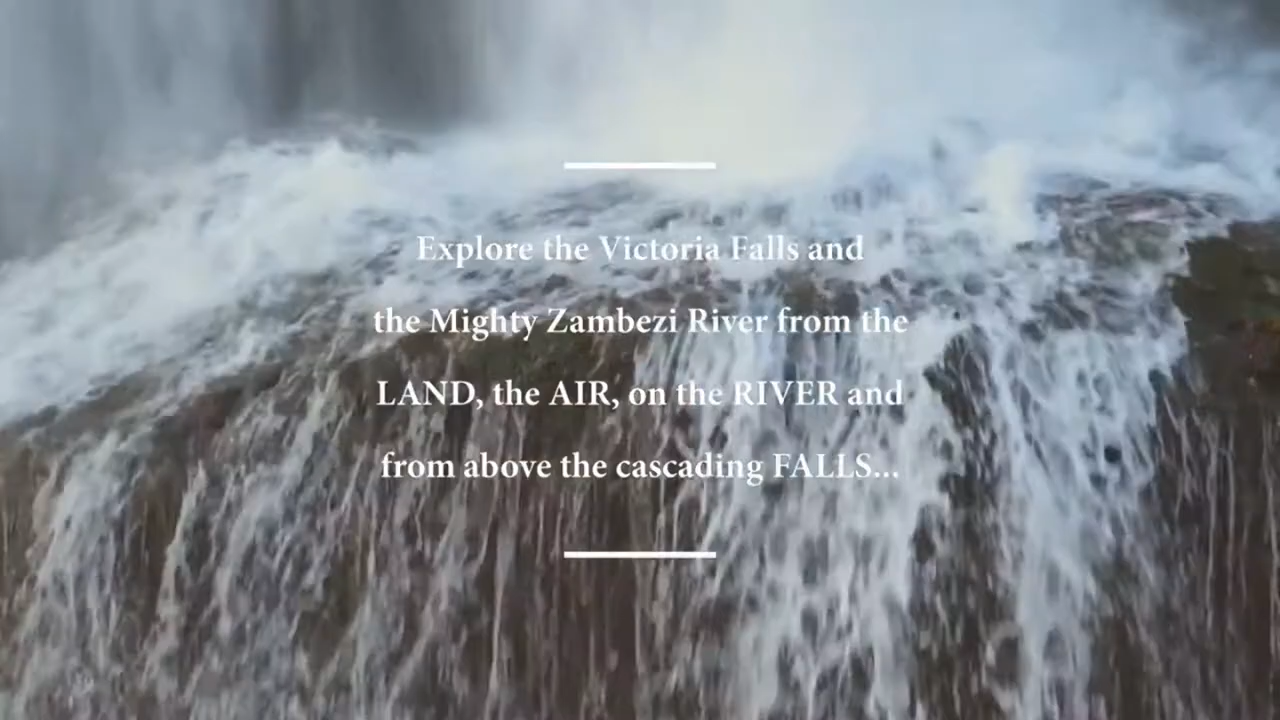 Explore the Victoria Falls and
the Mighty Zambezi River from the
LAND, the AIR, on the RIVER and
from above the cascading FALLS...